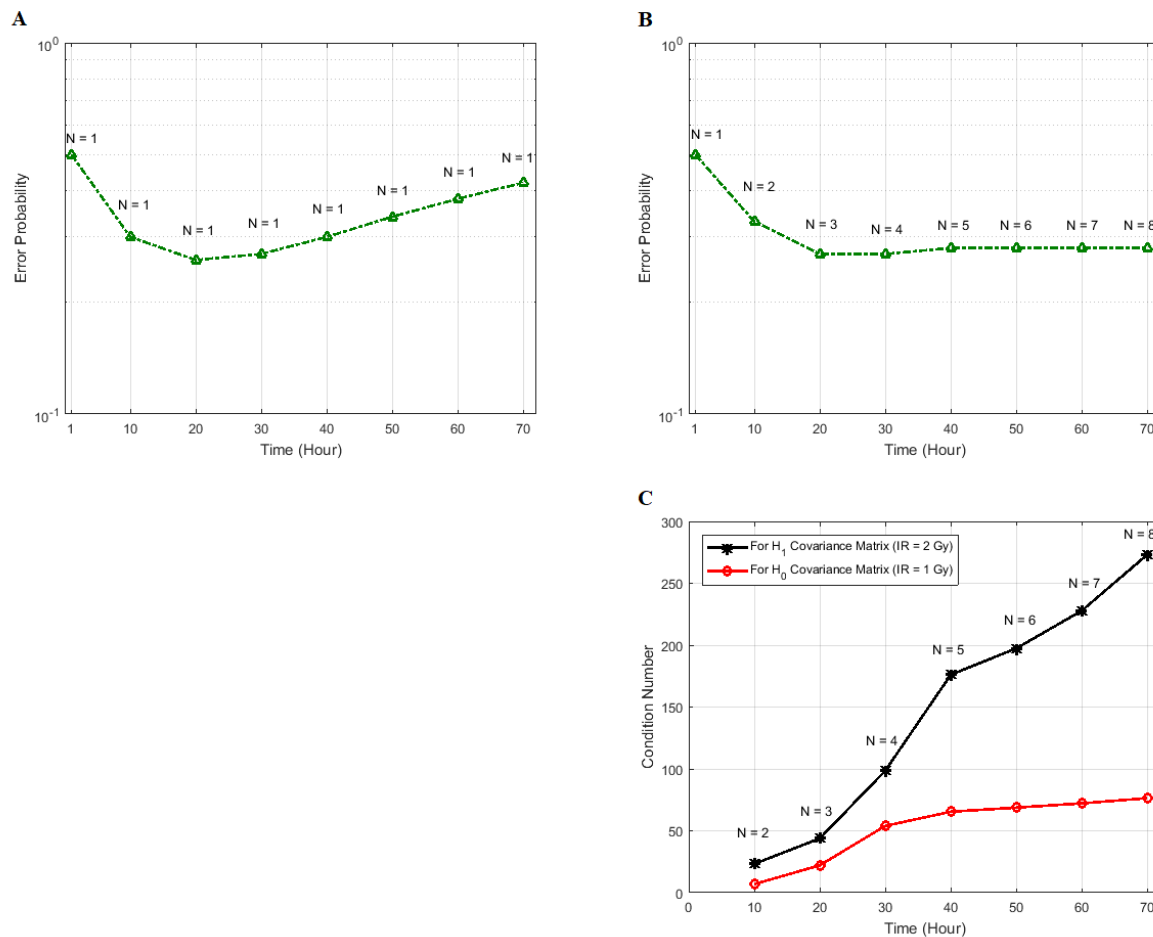 A
10^0
N = 1
N = 1
N = 1
N = 1
N = 1
N = 1
N = 1
N = 1
Error Probability
10^-1
1 10 20 30 40 50 60 70
Time (Hour)
B
10^0
N = 1
N = 2
N = 3
N = 4
N = 5
N = 6
N = 7
N = 8
Error Probability
10^-1
1 10 20 30 40 50 60 70
Time (Hour)
C
300
250
200
150
100
50
0
Condition Number
For H_1 Covariance Matrix (IR = 2 Gy)
For H_0 Covariance Matrix (IR = 1 Gy)
N = 2
N = 3
N = 4
N = 5
N = 6
N = 7
N = 8
0 10 20 30 40 50 60 70
Time (Hour)